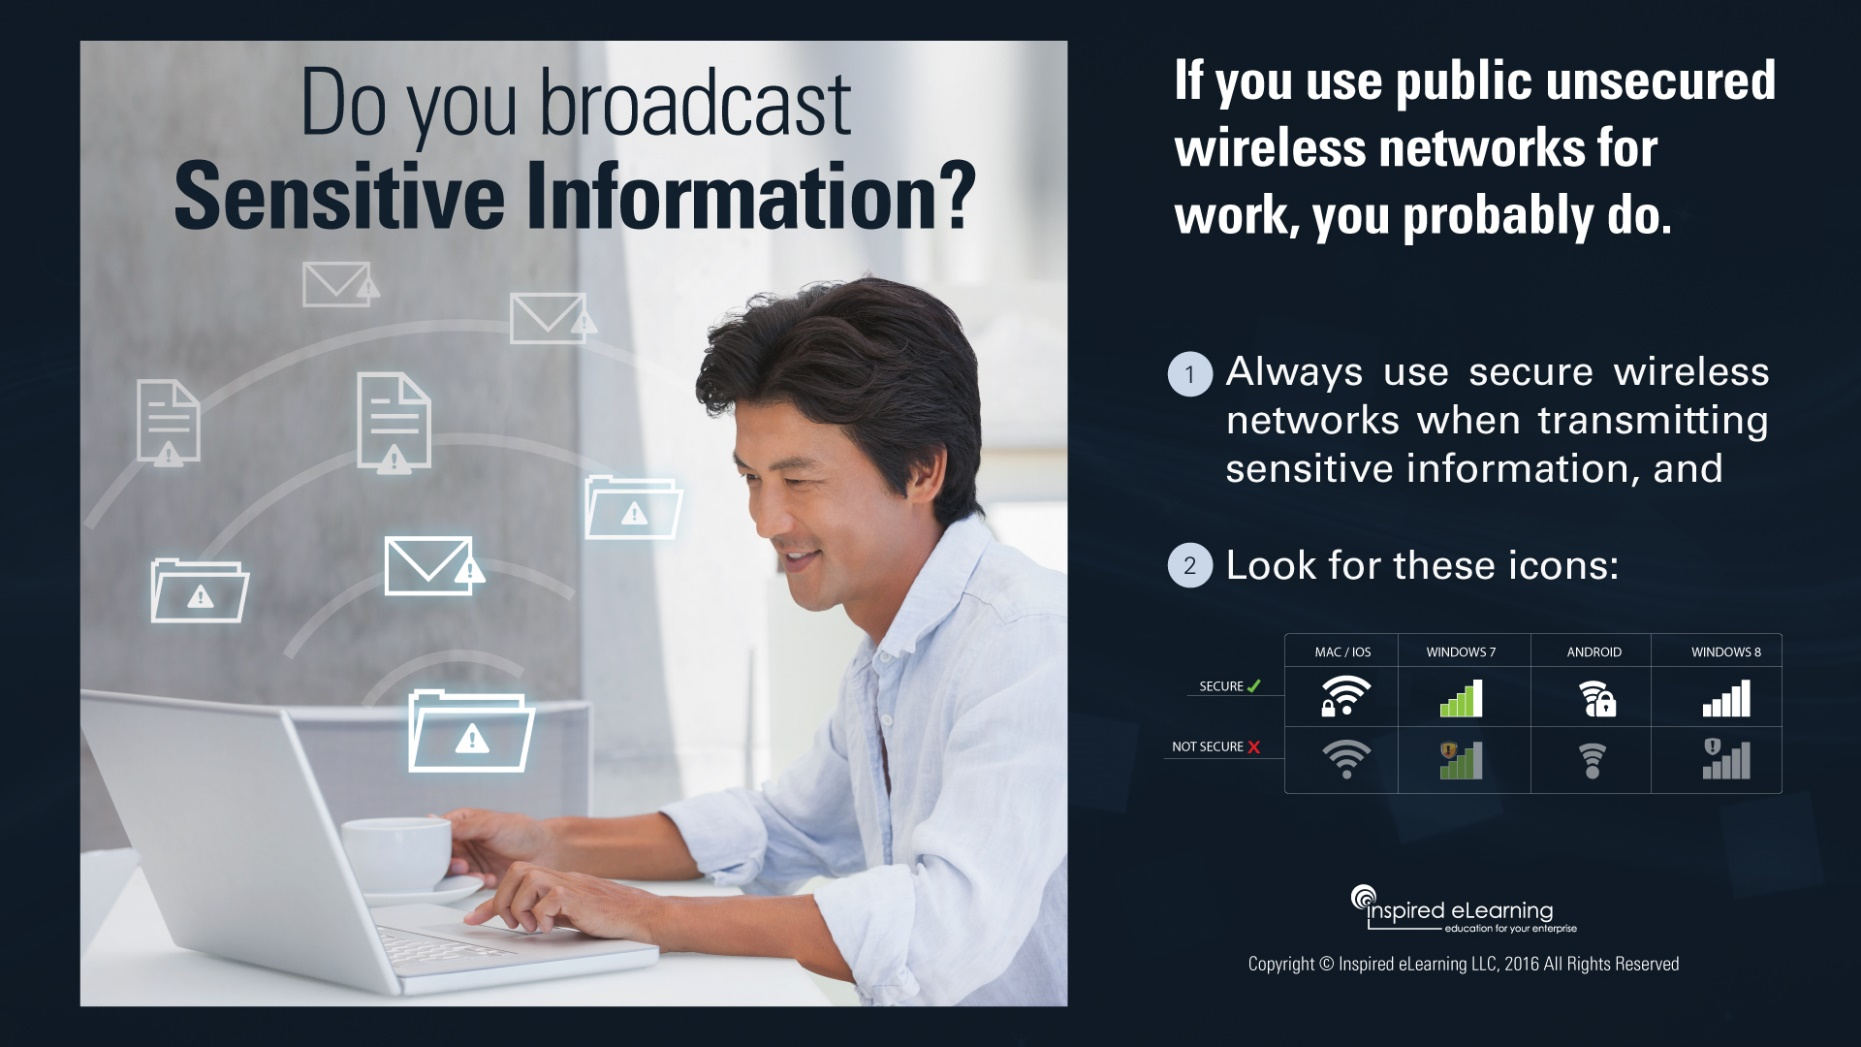 Do you broadcast
Sensitive Information?
If you use public unsecured
wireless networks for
work, you probably do.
1 Always use secure wireless
networks when transmitting
sensitive information, and
2 Look for these icons:
MAC / IOS WINDOWS 7 ANDROID WINDOWS 8
SECURE
NOT SECURE X
inspired eLearning
education for your enterprise
Copyright © Inspired eLearning LLC, 2016 All Rights Reserved